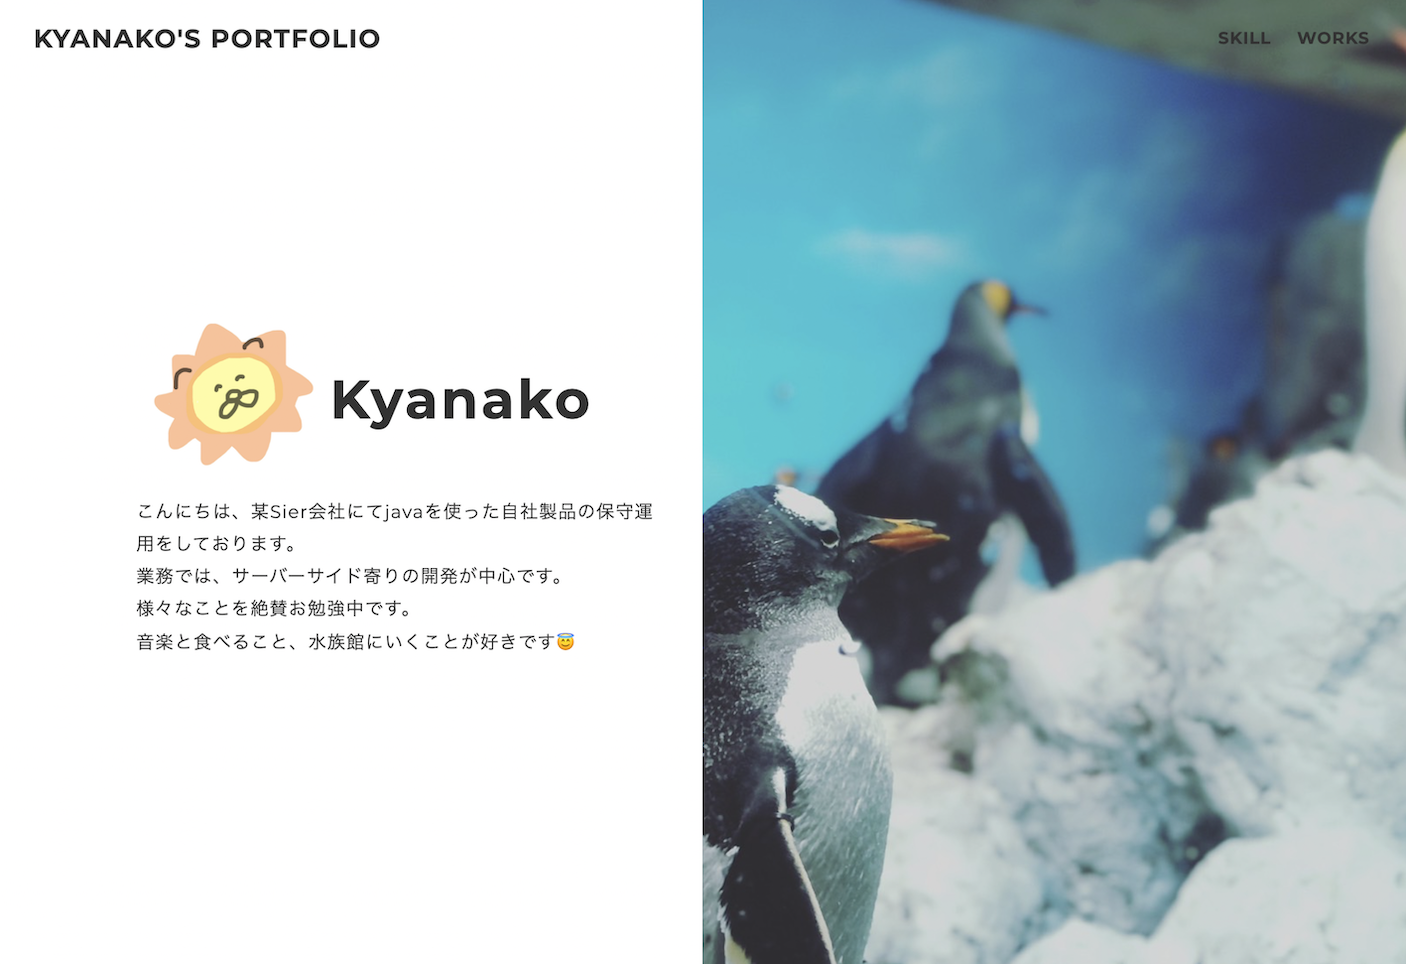 KYANAKO'S PORTFOLIO
SKILL WORKS
Kyanako
こんにちは、某Sier会社にてjavaを使った自社製品の保守運
用をしております。
業務では、サーバーサイド寄りの開発が中心です。
様々なことを絶賛お勉強中です。
音楽と食べること、水族館にいくことが好きです😇